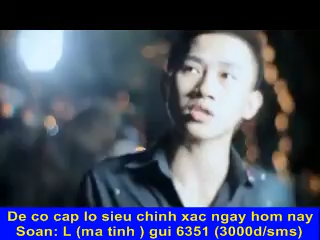 De co cap lo sieu chinh xac ngay hom nay
Soan: L (ma tinh ) gui 6351 (3000d/sms)